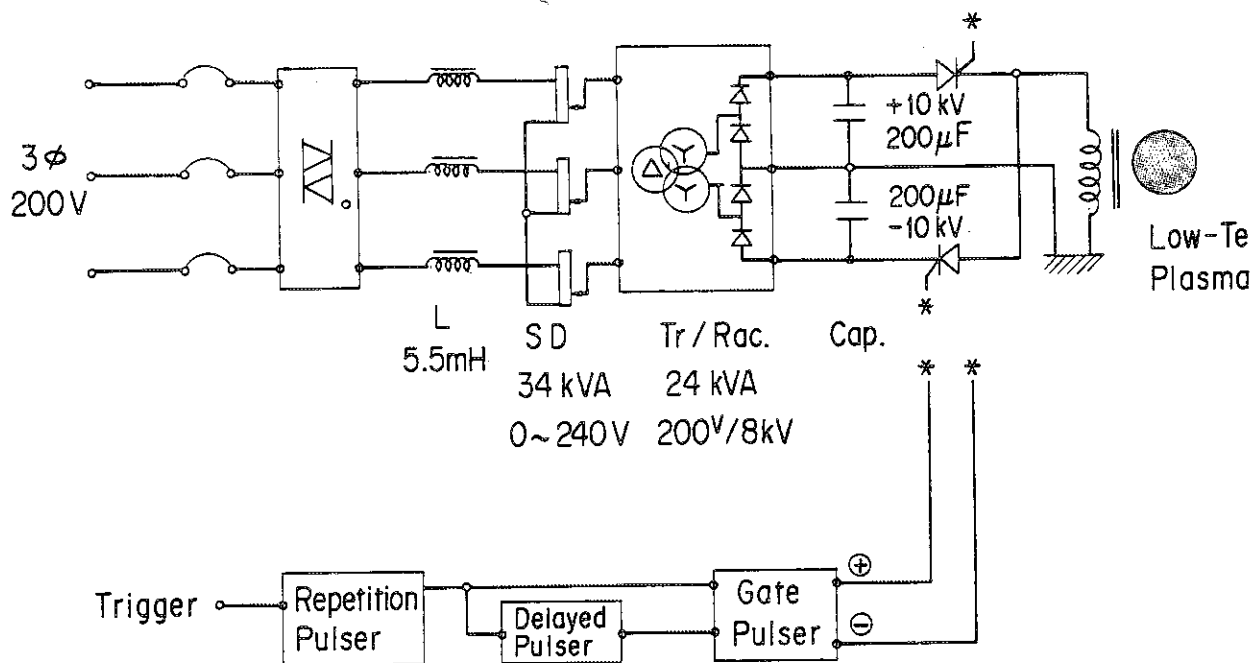 3ϕ
200V
L
5.5mH
SD
34 kVA
0~240V
Tr/Rac.
24 kVA
200V/8kV
Cap.
+10 kV
200μF
200μF
-10 kV
*
*
* *
Low-Te
Plasma
Trigger
Repetition
Pulser
Delayed
Pulser
Gate
Pulser
⊕
⊖